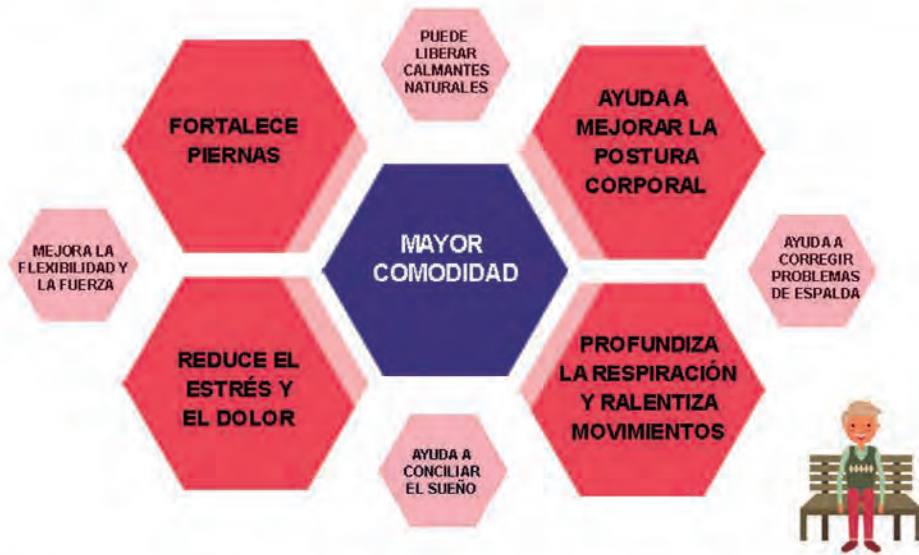 PUEDE
LIBERAR
CALMANTES
NATURALES
FORTALECE
PIERNAS
AYUDA A
MEJORAR LA
POSTURA
CORPORAL
MEJORA LA
FLEXIBILIDAD Y
LA FUERZA
MAYOR
COMODIDAD
AYUDA A
CORREGIR
PROBLEMAS
DE ESPALDA
REDUCE EL
ESTRÉS Y
EL DOLOR
PROFUNDIZA
LA RESPIRACIÓN
Y RALENTIZA
MOVIMIENTOS
AYUDA A
CONCILIAR
EL SUEÑO